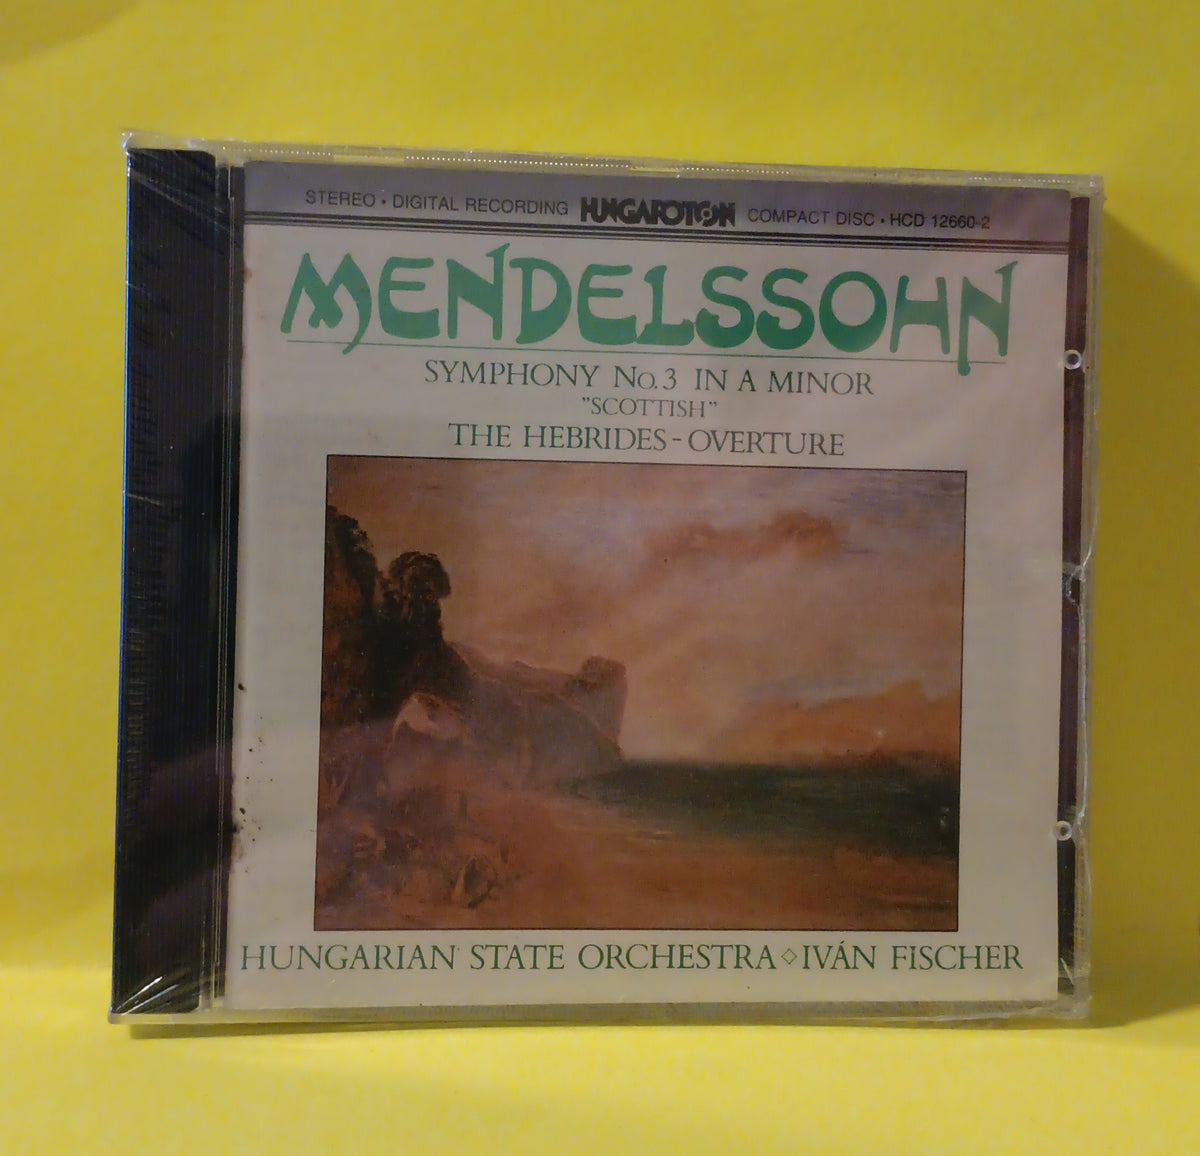 STEREO • DIGITAL RECORDING HUNGAROTON COMPACT DISC • HCD 12660-2
MENDELSSOHN
SYMPHONY No. 3 IN A MINOR
"SCOTTISH"
THE HEBRIDES - OVERTURE
HUNGARIAN STATE ORCHESTRA ◇ IVÁN FISCHER